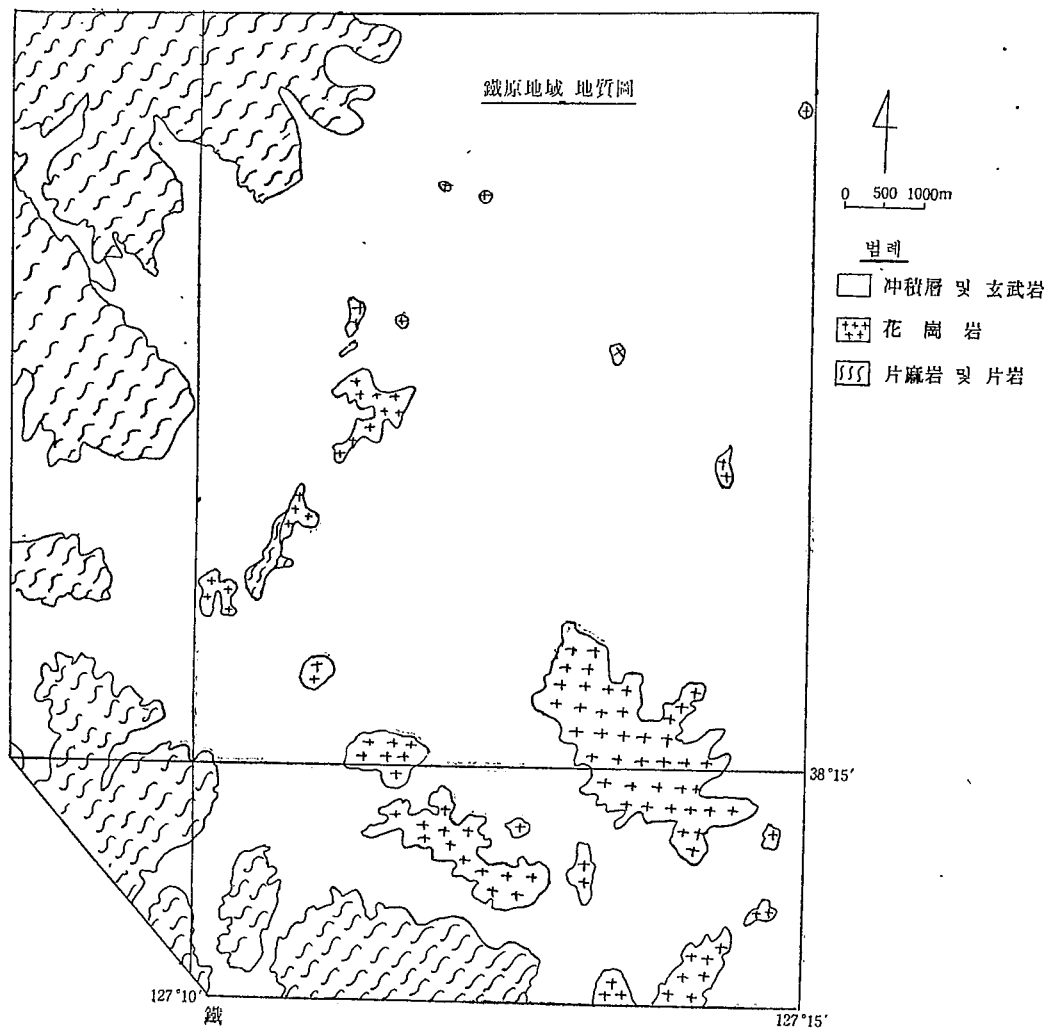 鐵原地域 地質圖
0 500 1000m
범례
冲積層 및 玄武岩
花崗岩
片麻岩 및 片岩
38°15′
127°10′
127°15′
鐵